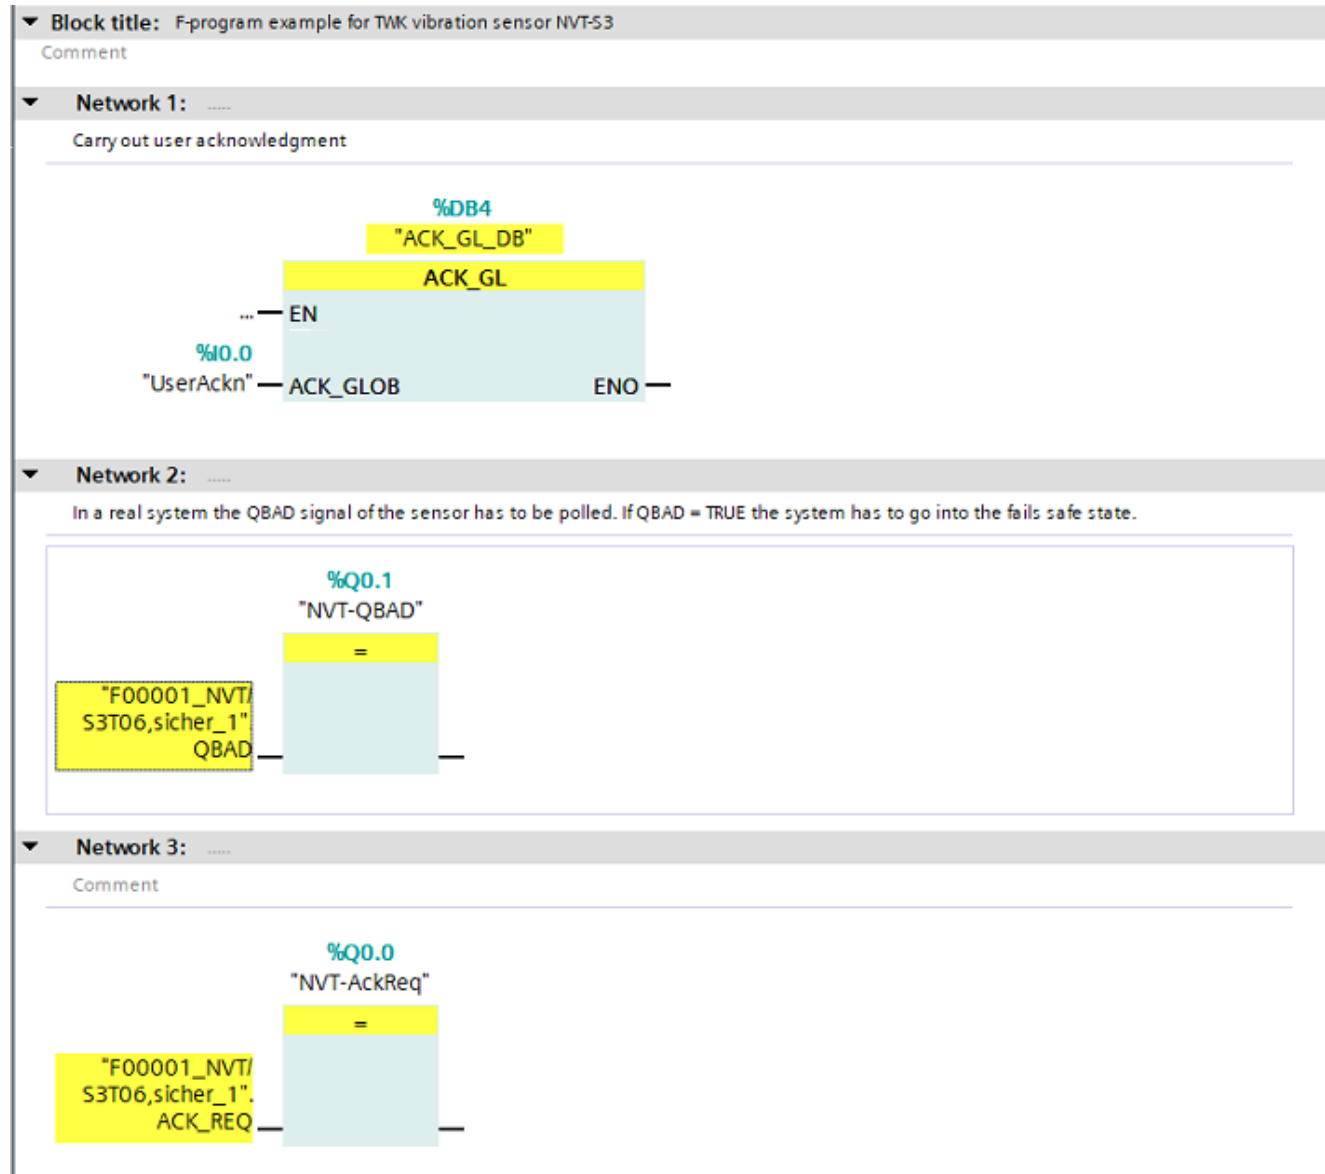 Block title: F-program example for TWK vibration sensor NVT-S3
Comment
Network 1: .....
Carry out user acknowledgment
%DB4
"ACK_GL_DB"
ACK_GL
... EN
%I0.0
"UserAckn" ACK_GLOB ENO
Network 2: .....
In a real system the QBAD signal of the sensor has to be polled. If QBAD = TRUE the system has to go into the fails safe state.
%Q0.1
"NVT-QBAD"
=
"F00001_NVT/
S3T06,sicher_1".
QBAD
Network 3: .....
Comment
%Q0.0
"NVT-AckReq"
=
"F00001_NVT/
S3T06,sicher_1".
ACK_REQ